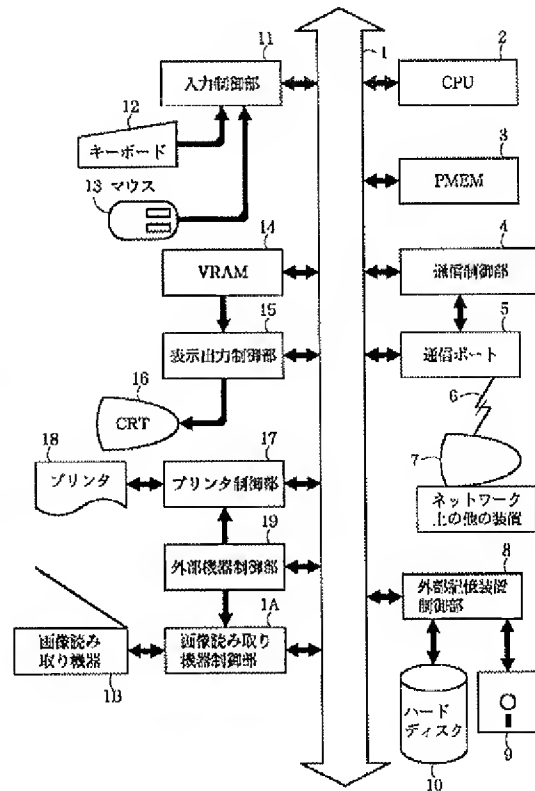 11
入力制御部
12
キーボード
13 マウス
14
VRAM
15
表示出力制御部
16
CRT
17
プリンタ制御部
18
プリンタ
19
外部機器制御部
1A
画像読み取り
機器制御部
画像読み
取り機器
1B
1
2
CPU
3
PMEM
4
通信制御部
5
通信ポート
6
7
ネットワーク
上の他の装置
8
外部記憶装置
制御部
ハード
ディスク
10
9